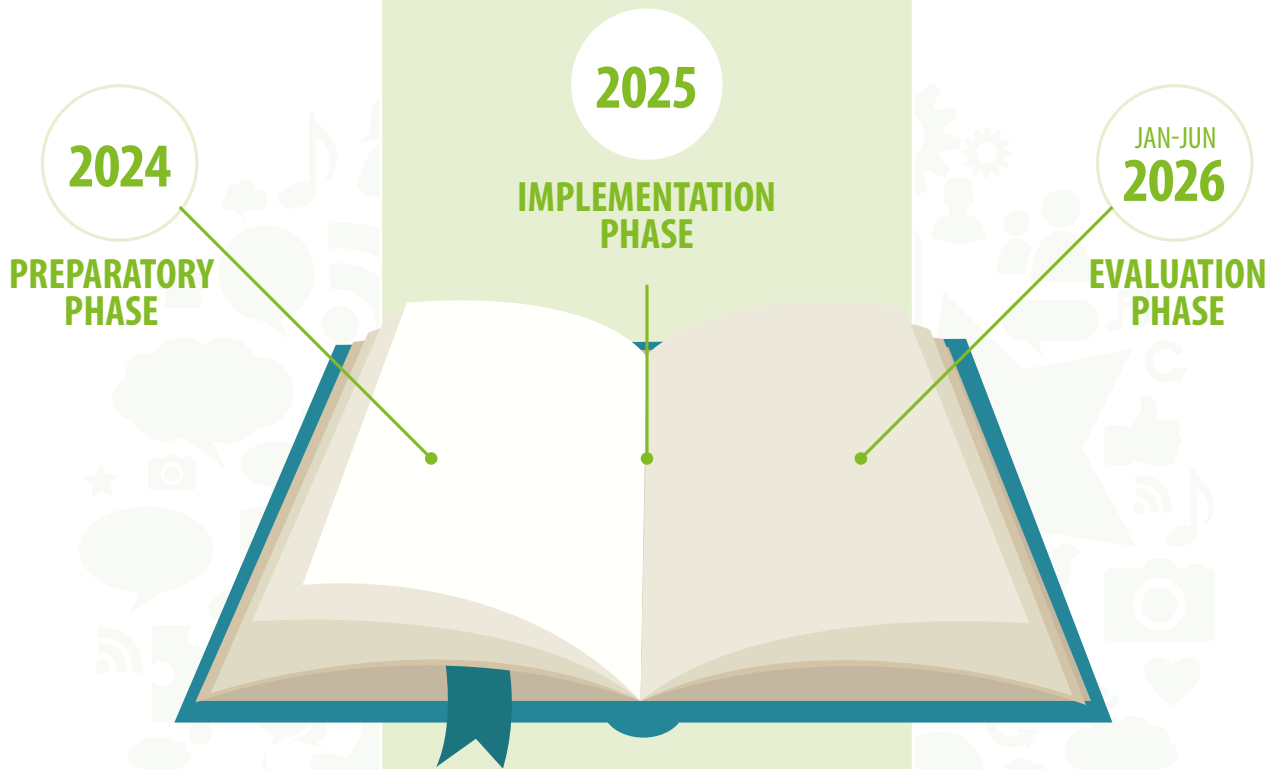 2024
PREPARATORY
PHASE
2025
IMPLEMENTATION
PHASE
JAN-JUN
2026
EVALUATION
PHASE